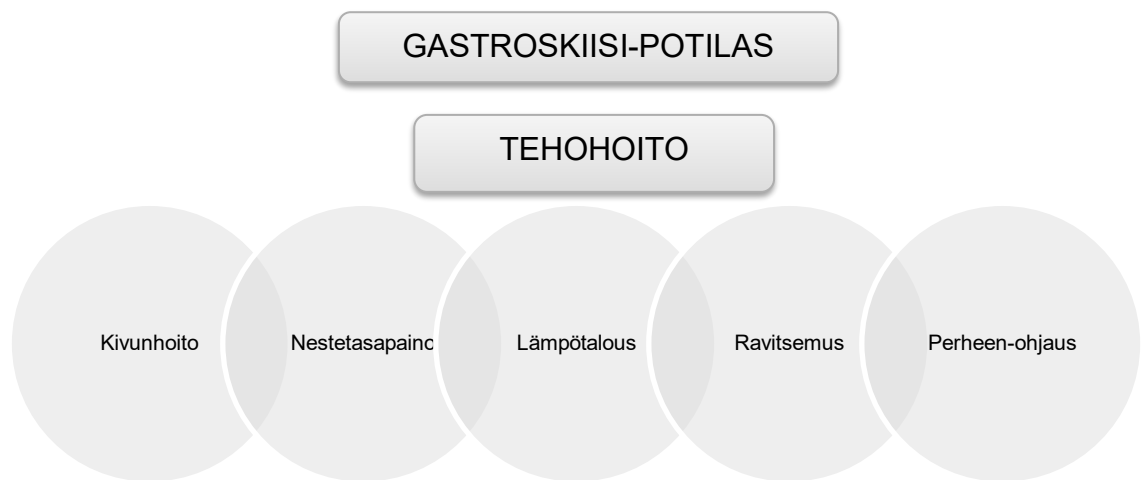 GASTROSKIISI-POTILAS
TEHOHOITO
Kivunhoito
Nestetasapaino
Lämpötalous
Ravitsemus
Perheen-ohjaus